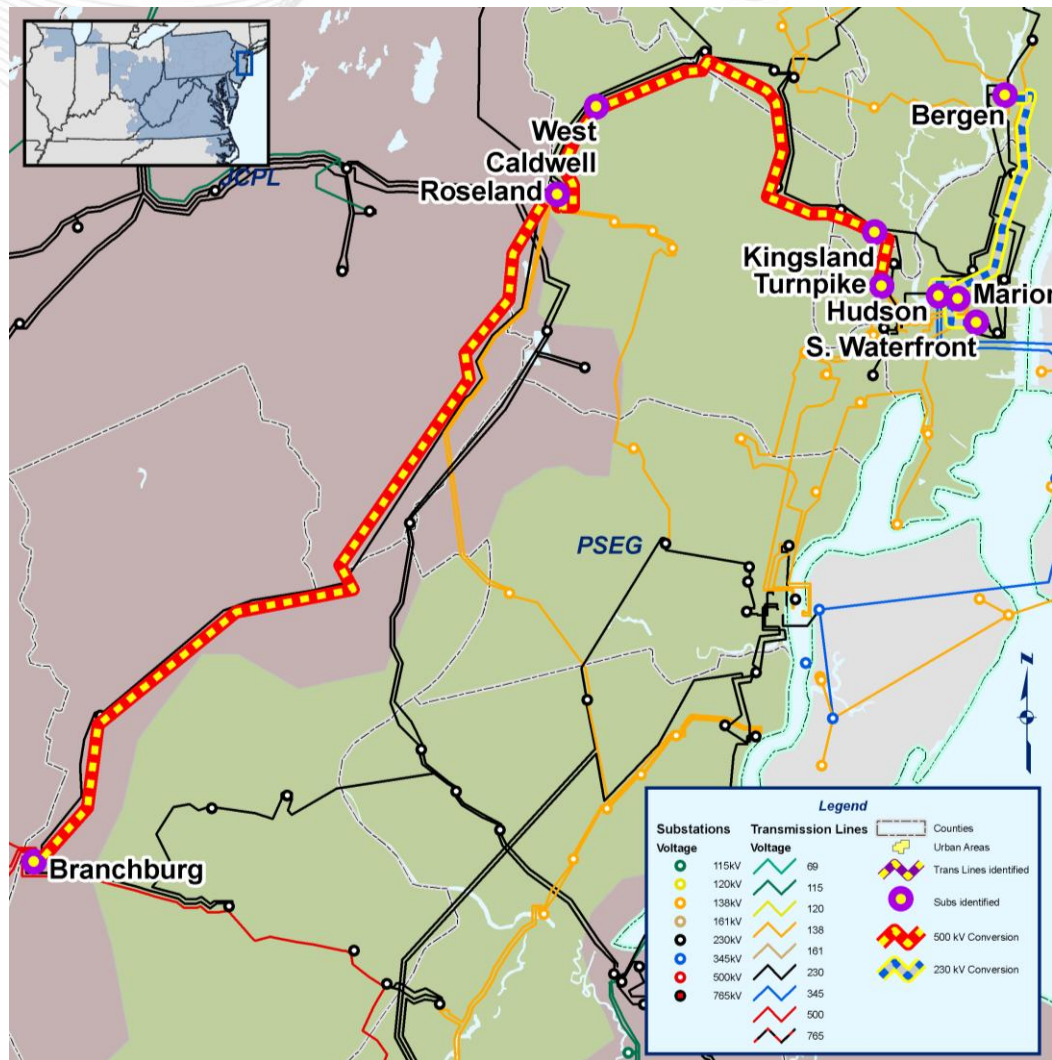 Bergen
West
Caldwell
JCPL
Roseland
Kingsland
Turnpike
Marion
Hudson
S. Waterfront
PSEG
N
Branchburg
Legend
Substations
Voltage
115kV
120kV
138kV
161kV
230kV
345kV
500kV
765kV
Transmission Lines
Voltage
69
115
120
138
161
230
345
500
765
Counties
Urban Areas
Trans Lines identified
Subs identified
500 kV Conversion
230 kV Conversion